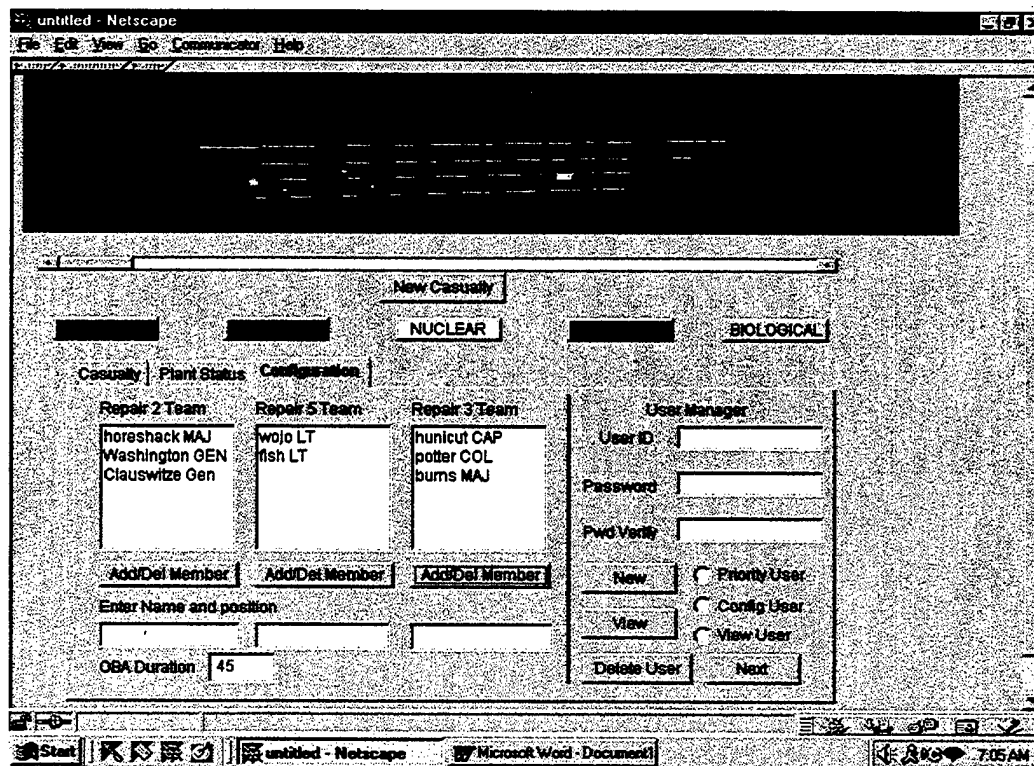 untitled - Netscape
File Edit View Go Communicator Help
New Casualty
NUCLEAR BIOLOGICAL
Casualty Plant Status Configuration
Repair 2 Team Repair 5 Team Repair 3 Team User Manager
horeshack MAJ wojo LT hunicut CAP User ID
Washington GEN fish LT potter COL
Clauswitze Gen burns MAJ
Password
Pwd Verify
Add/Del Member Add/Del Member Add/Del Member New Priority User
Enter Name and position Config User
View View User
OBA Duration 45 Delete User Next
Start untitled - Netscape Microsoft Word - Document1 7:05 AM